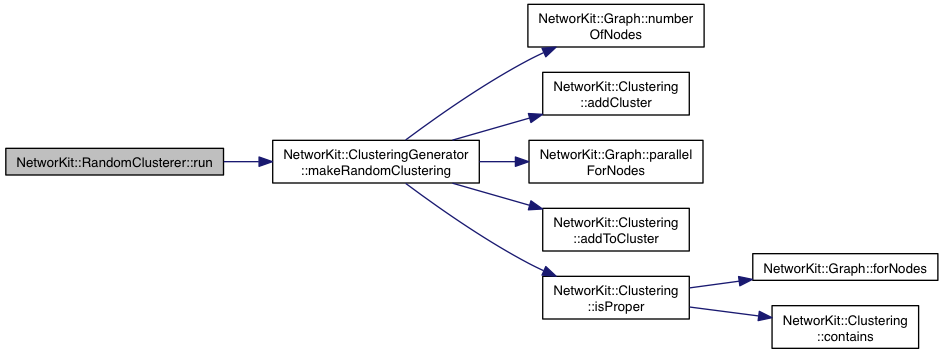 NetworKit::RandomClusterer::run
NetworKit::ClusteringGenerator
::makeRandomClustering
NetworKit::Graph::number
OfNodes
NetworKit::Clustering
::addCluster
NetworKit::Graph::parallel
ForNodes
NetworKit::Clustering
::addToCluster
NetworKit::Clustering
::isProper
NetworKit::Graph::forNodes
NetworKit::Clustering
::contains